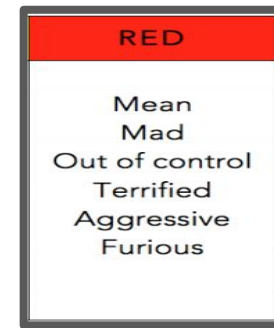 RED
Mean
Mad
Out of control
Terrified
Aggressive
Furious